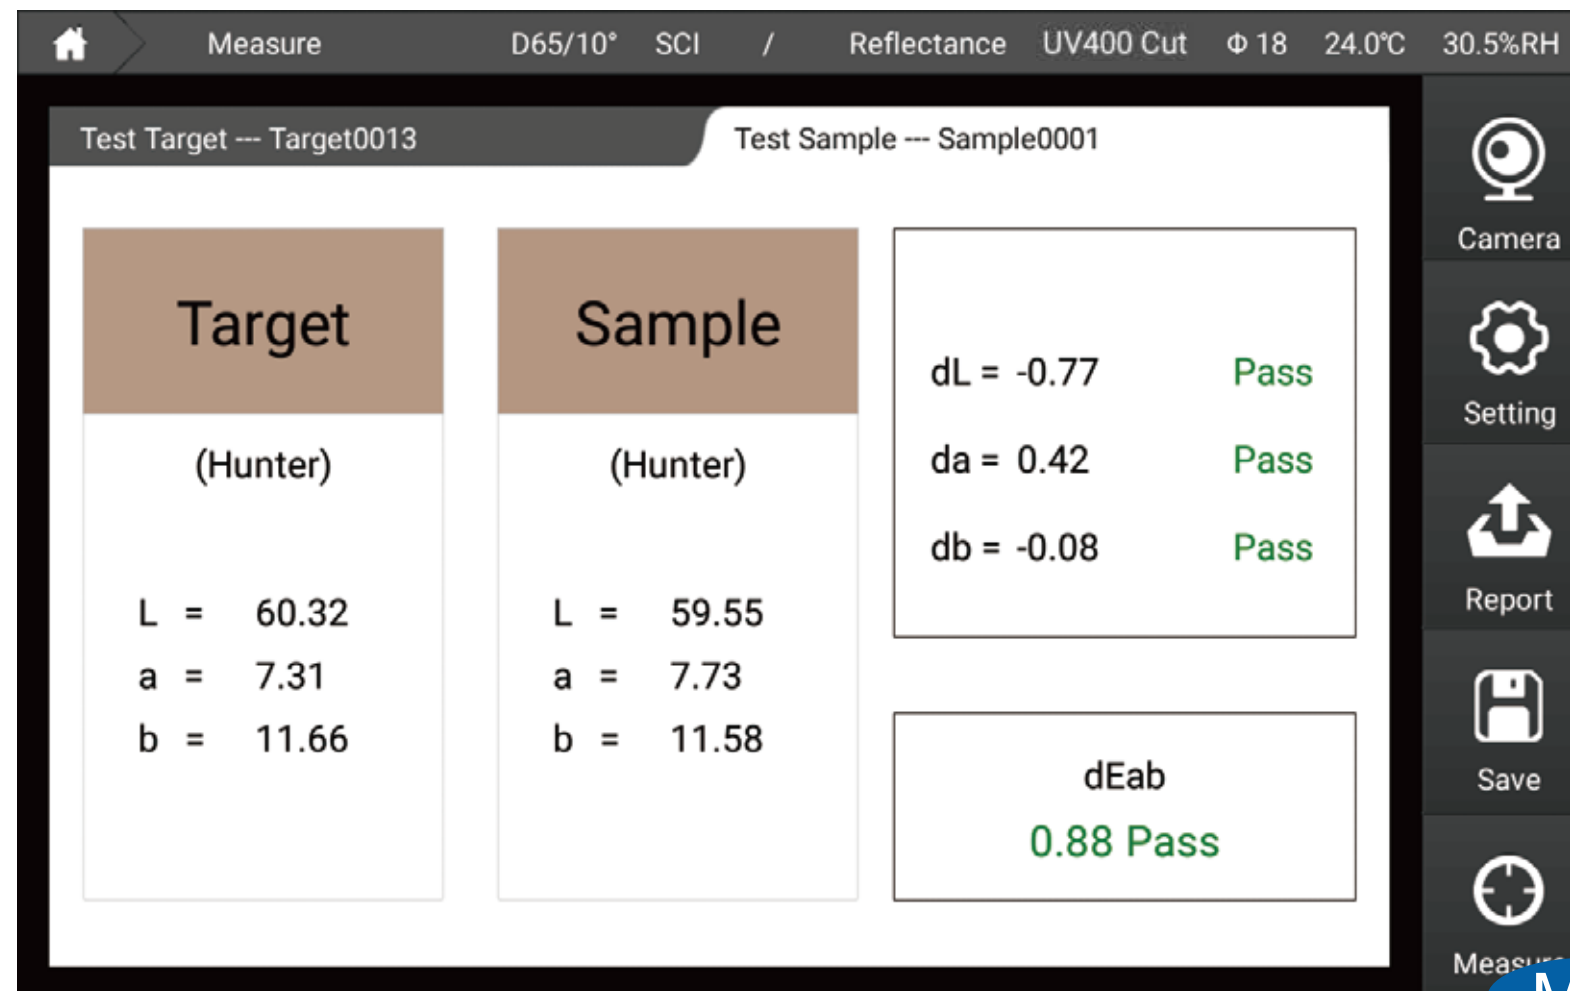 Measure D65/10° SCI / Reflectance UV400 Cut Φ 18 24.0℃ 30.5%RH
Test Target --- Target0013
Test Sample --- Sample0001
Target
(Hunter)
L = 60.32
a = 7.31
b = 11.66
Sample
(Hunter)
L = 59.55
a = 7.73
b = 11.58
dL = -0.77 Pass
da = 0.42 Pass
db = -0.08 Pass
dEab
0.88 Pass
Camera
Setting
Report
Save
Measure